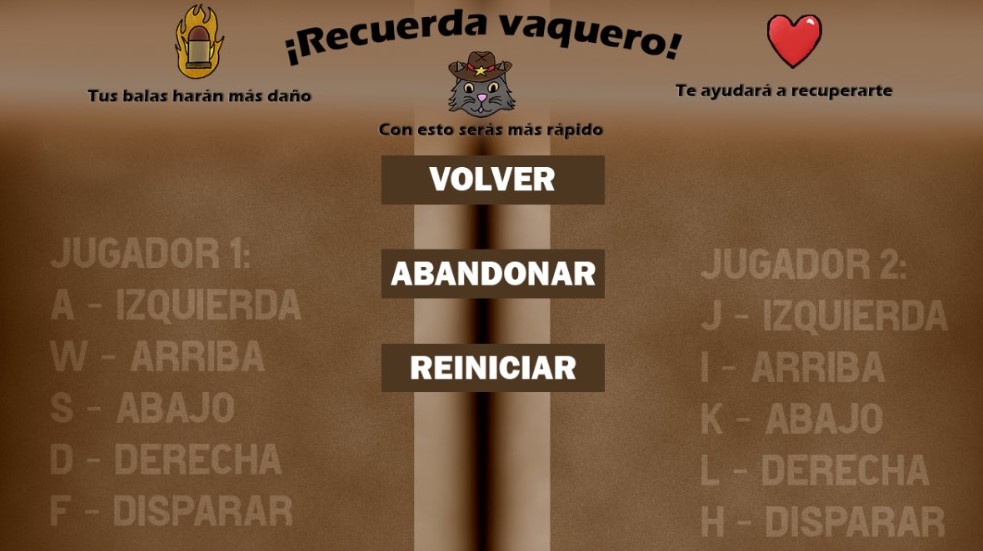 ¡Recuerda vaquero!
Tus balas harán más daño
Te ayudará a recuperarte
Con esto serás más rápido
VOLVER
ABANDONAR
REINICIAR
JUGADOR 1:
A - IZQUIERDA
W - ARRIBA
S - ABAJO
D - DERECHA
F - DISPARAR
JUGADOR 2:
J - IZQUIERDA
I - ARRIBA
K - ABAJO
L - DERECHA
H - DISPARAR